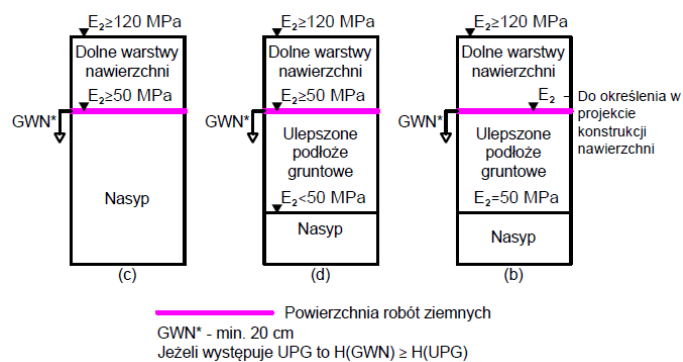 E₂≥120 MPa
Dolne warstwy
nawierzchni
E₂≥50 MPa
GWN*
Nasyp
(c)
E₂≥120 MPa
Dolne warstwy
nawierzchni
E₂≥50 MPa
GWN*
Ulepszone
podłoże
gruntowe
E₂<50 MPa
Nasyp
(d)
E₂≥120 MPa
Dolne warstwy
nawierzchni
E₂
Do określenia w
projekcie
konstrukcji
nawierzchni
GWN*
Ulepszone
podłoże
gruntowe
E₂=50 MPa
Nasyp
(b)
Powierzchnia robót ziemnych
GWN* - min. 20 cm
Jeżeli występuje UPG to H(GWN) ≥ H(UPG)